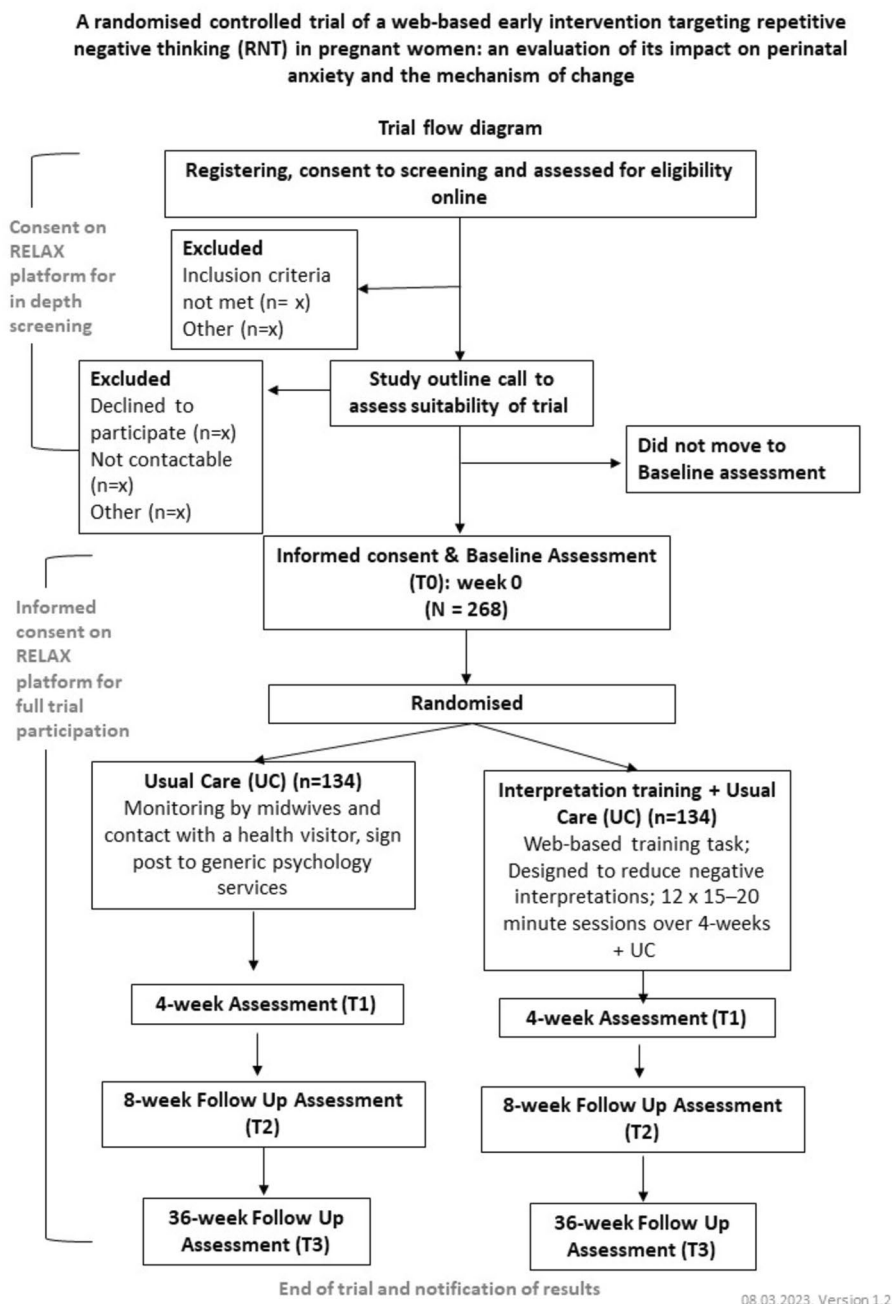 A randomised controlled trial of a web-based early intervention targeting repetitive
negative thinking (RNT) in pregnant women: an evaluation of its impact on perinatal
anxiety and the mechanism of change
Trial flow diagram
Registering, consent to screening and assessed for eligibility
online
Consent on
RELAX
platform for
in depth
screening
Excluded
Inclusion criteria
not met (n= x)
Other (n=x)
Study outline call to
assess suitability of trial
Excluded
Declined to
participate (n=x)
Not contactable
(n=x)
Other (n=x)
Did not move to
Baseline assessment
Informed consent & Baseline Assessment
(T0): week 0
(N = 268)
Informed
consent on
RELAX
platform for
full trial
participation
Randomised
Usual Care (UC) (n=134)
Monitoring by midwives and
contact with a health visitor, sign
post to generic psychology
services
Interpretation training + Usual
Care (UC) (n=134)
Web-based training task;
Designed to reduce negative
interpretations; 12 x 15–20
minute sessions over 4-weeks
+ UC
4-week Assessment (T1)
4-week Assessment (T1)
8-week Follow Up Assessment
(T2)
8-week Follow Up Assessment
(T2)
36-week Follow Up
Assessment (T3)
36-week Follow Up
Assessment (T3)
End of trial and notification of results
08.03.2023. Version 1.2